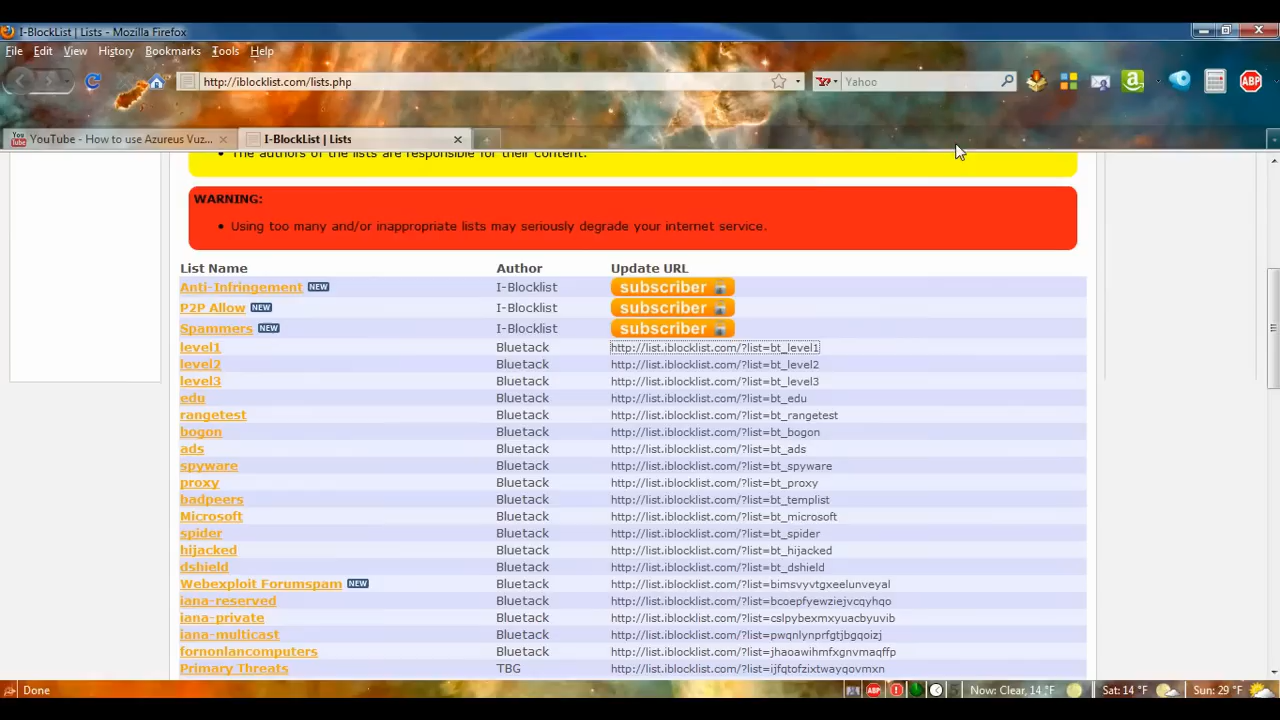 I-BlockList | Lists - Mozilla Firefox
File Edit View History Bookmarks Tools Help
http://iblocklist.com/lists.php
Yahoo
ABP
YouTube - How to use Azureus Vuz...
I-BlockList | Lists
• The authors of the lists are responsible for their content.
WARNING:
• Using too many and/or inappropriate lists may seriously degrade your internet service.
List Name Author Update URL
Anti-Infringement NEW I-Blocklist subscriber
P2P Allow NEW I-Blocklist subscriber
Spammers NEW I-Blocklist subscriber
level1 Bluetack http://list.iblocklist.com/?list=bt_level1
level2 Bluetack http://list.iblocklist.com/?list=bt_level2
level3 Bluetack http://list.iblocklist.com/?list=bt_level3
edu Bluetack http://list.iblocklist.com/?list=bt_edu
rangetest Bluetack http://list.iblocklist.com/?list=bt_rangetest
bogon Bluetack http://list.iblocklist.com/?list=bt_bogon
ads Bluetack http://list.iblocklist.com/?list=bt_ads
spyware Bluetack http://list.iblocklist.com/?list=bt_spyware
proxy Bluetack http://list.iblocklist.com/?list=bt_proxy
badpeers Bluetack http://list.iblocklist.com/?list=bt_templist
Microsoft Bluetack http://list.iblocklist.com/?list=bt_microsoft
spider Bluetack http://list.iblocklist.com/?list=bt_spider
hijacked Bluetack http://list.iblocklist.com/?list=bt_hijacked
dshield Bluetack http://list.iblocklist.com/?list=bt_dshield
Webexploit Forumspam NEW Bluetack http://list.iblocklist.com/?list=bimsvyvtgxeelunveyal
iana-reserved Bluetack http://list.iblocklist.com/?list=bcoepfyewziejvcqyhqo
iana-private Bluetack http://list.iblocklist.com/?list=cslpybexmxyuacbyuvib
iana-multicast Bluetack http://list.iblocklist.com/?list=pwqnlynprfgtjbgqoizj
fornonlancomputers Bluetack http://list.iblocklist.com/?list=jhaoawihmfxgnvmaqffp
Primary Threats TBG http://list.iblocklist.com/?list=ijfqtofzixtwayqovmxn
Done
ABP
Now: Clear, 14 °F
Sat: 14 °F
Sun: 29 °F